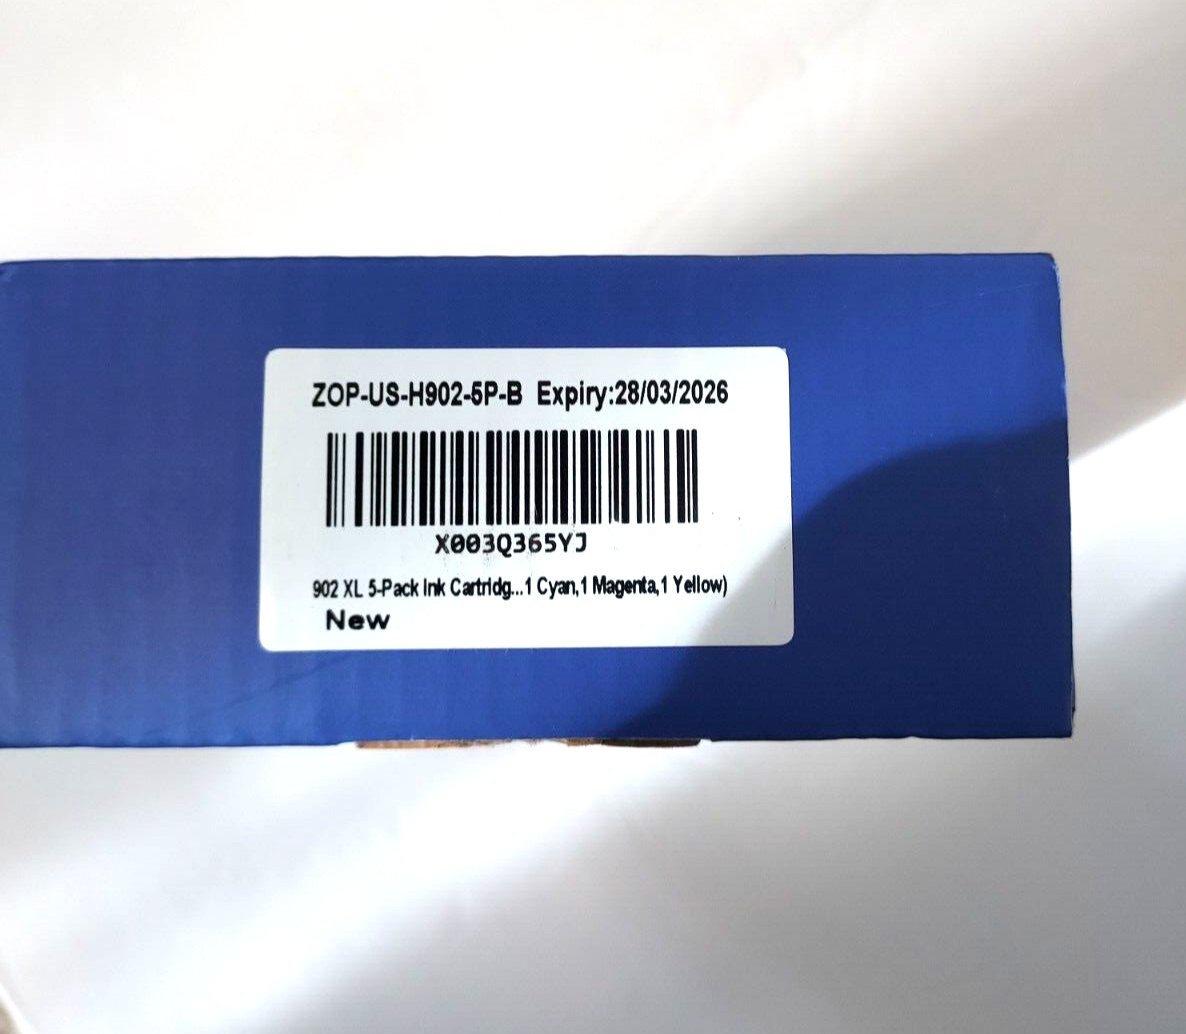 ZOP-US-H902-5P-B Expiry:28/03/2026
X003Q365YJ
902 XL 5-Pack Ink Cartridg...1 Cyan,1 Magenta,1 Yellow)
New